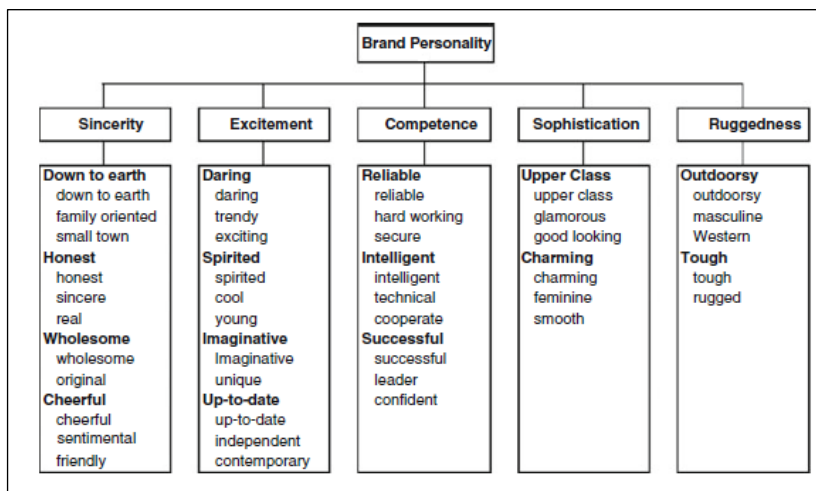 Brand Personality
Sincerity
Excitement
Competence
Sophistication
Ruggedness
Down to earth
down to earth
family oriented
small town
Honest
honest
sincere
real
Wholesome
wholesome
original
Cheerful
cheerful
sentimental
friendly
Daring
daring
trendy
exciting
Spirited
spirited
cool
young
Imaginative
Imaginative
unique
Up-to-date
up-to-date
independent
contemporary
Reliable
reliable
hard working
secure
Intelligent
intelligent
technical
cooperate
Successful
successful
leader
confident
Upper Class
upper class
glamorous
good looking
Charming
charming
feminine
smooth
Outdoorsy
outdoorsy
masculine
Western
Tough
tough
rugged